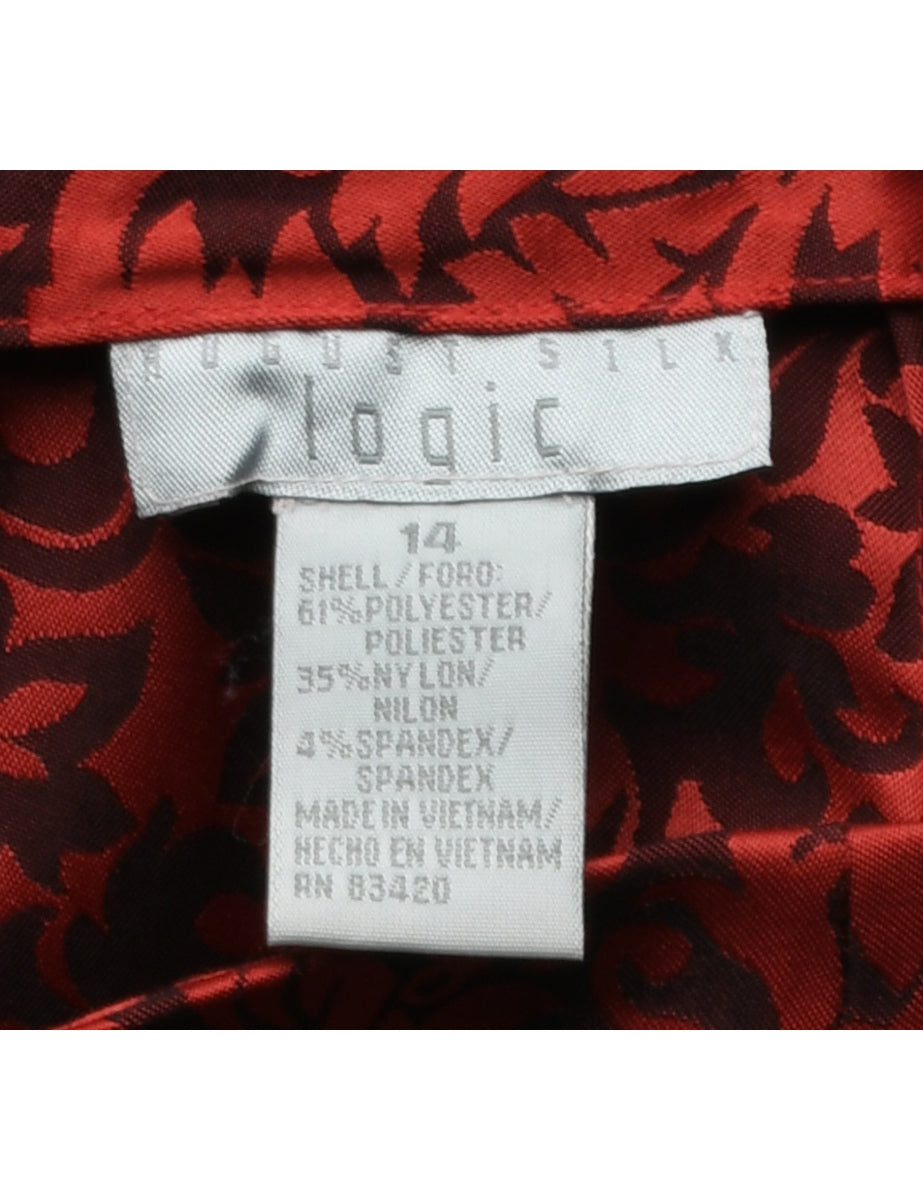 AUGUST SILK
logic
14
SHELL/FORO:
61%POLYESTER/
POLIESTER
35%NYLON/
NILON
4%SPANDEX/
SPANDEX
MADE IN VIETNAM/
HECHO EN VIETNAM
RN 83420